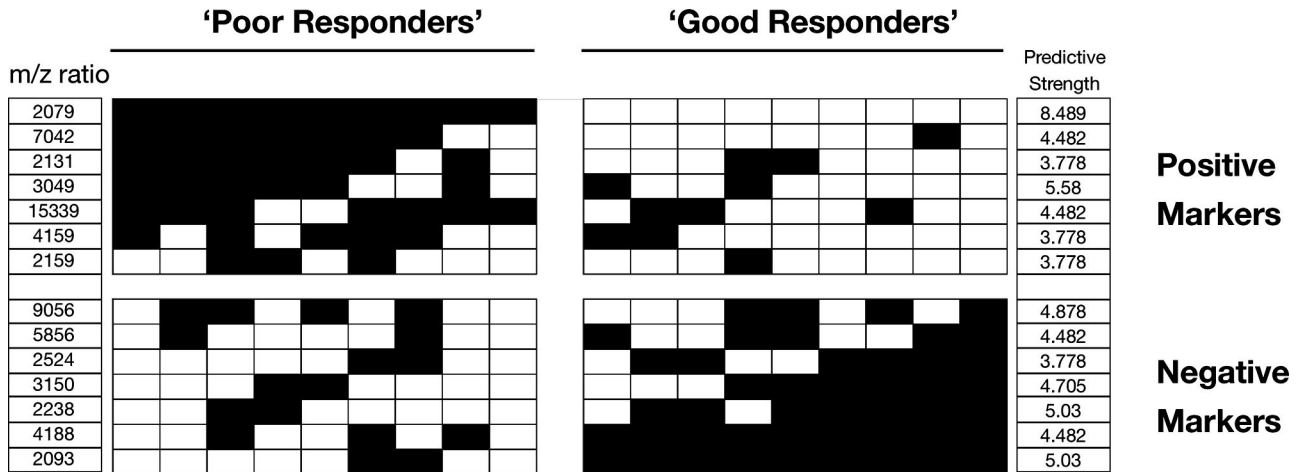 ‘Poor Responders’ ‘Good Responders’
m/z ratio Predictive Strength
2079 8.489
7042 4.482
2131 3.778
3049 5.58
15339 4.482
4159 3.778
2159 3.778
Positive
Markers
9056 4.878
5856 4.482
2524 3.778
3150 4.705
2238 5.03
4188 4.482
2093 5.03
Negative
Markers